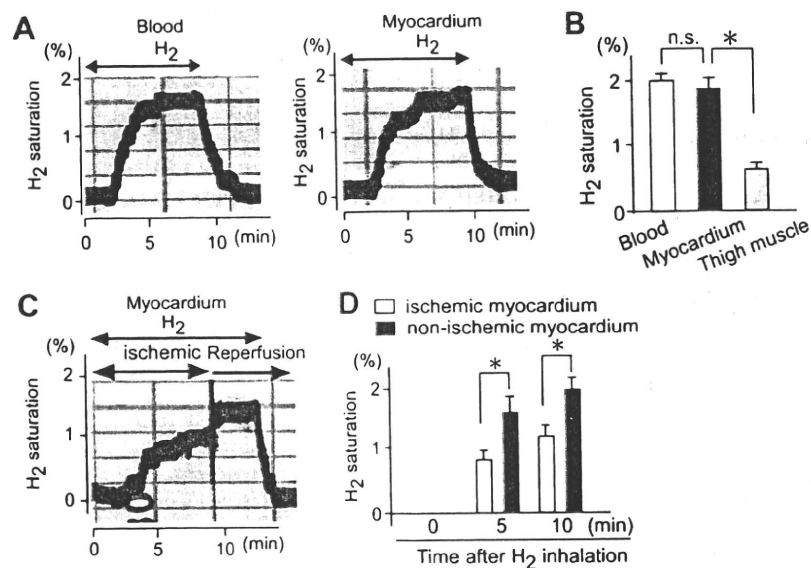 A
Blood
H2
(%)
2
1
0
H2 saturation
0 5 10 (min)
Myocardium
H2
(%)
2
1
0
H2 saturation
0 5 10 (min)
B
(%)
n.s. *
2
1
0
H2 saturation
Blood
Myocardium
Thigh muscle
C
Myocardium
H2
(%)
ischemic Reperfusion
2
1
0
H2 saturation
0 5 10 (min)
D
ischemic myocardium
non-ischemic myocardium
(%)
* *
2
1
0
H2 saturation
0 5 10 (min)
Time after H2 inhalation